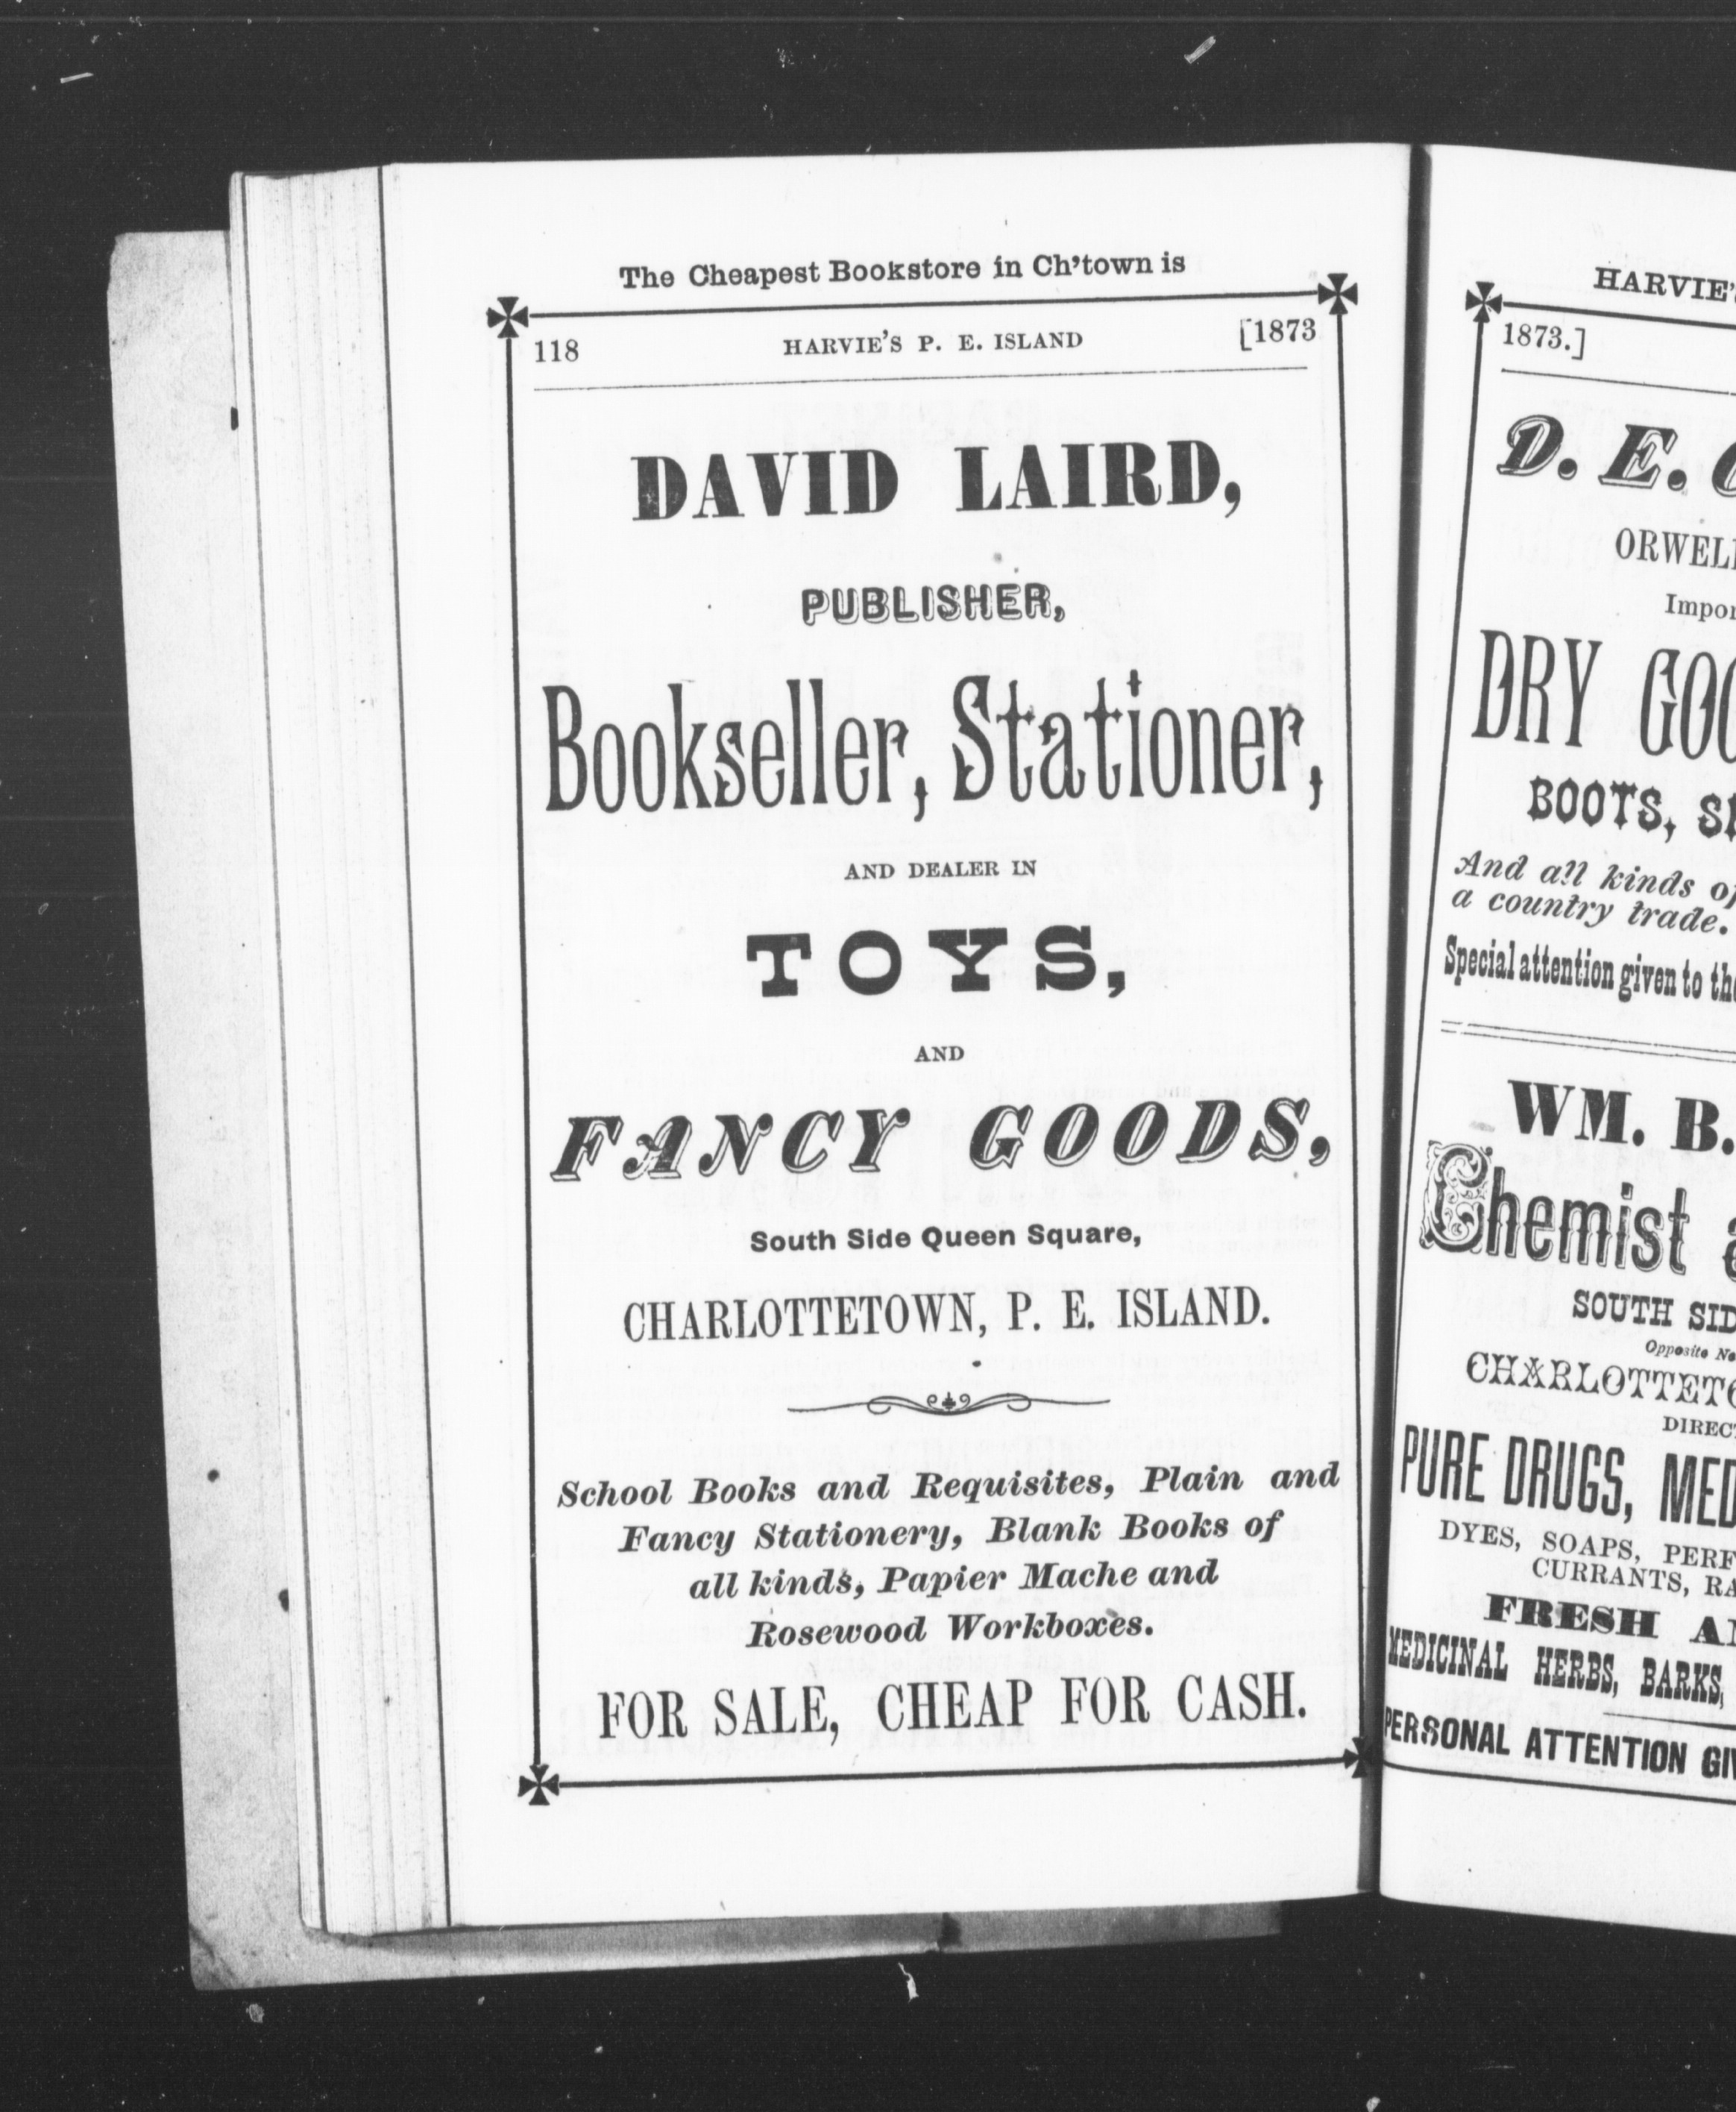 The Cheapest Bookstore in Ch'town is
118 HARVIE'S P. E. ISLAND [1873
DAVID LAIRD,
PUBLISHER,
Bookseller, Stationer,
AND DEALER IN
TOYS,
AND
FANCY GOODS,
South Side Queen Square,
CHARLOTTETOWN, P. E. ISLAND.
School Books and Requisites, Plain and
Fancy Stationery, Blank Books of
all kinds, Papier Mache and
Rosewood Workboxes.
FOR SALE, CHEAP FOR CASH.
HARVIE'
1873.]
D. E.
ORWELL
DRY
BOOTS,
And all kinds of
a country trade.
Special attention given to the
WM. B.
Chemist
SOUTH
Opposite
PURE DRUGS,
DYES, SOAPS,
CURRANTS,
FRESH
MEDICINAL HERBS, BARKS,
PERSONAL ATTENTION